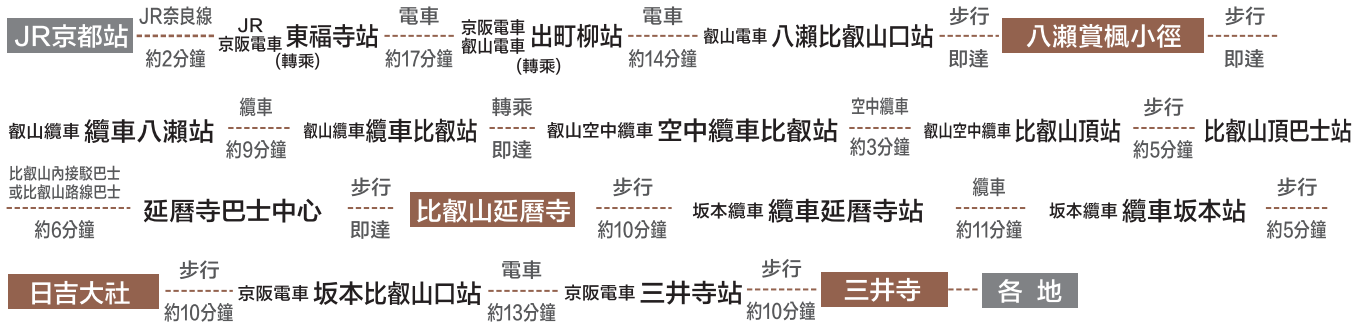 JR京都站
JR奈良線
約2分鐘
JR
京阪電車
東福寺站
(轉乘)
電車
約17分鐘
京阪電車
叡山電車
出町柳站
(轉乘)
電車
約14分鐘
叡山電車 八瀨比叡山口站
步行
即達
八瀨賞楓小徑
步行
即達
叡山纜車 纜車八瀨站
纜車
約9分鐘
叡山纜車 纜車比叡站
轉乘
即達
叡山空中纜車 空中纜車比叡站
空中纜車
約3分鐘
叡山空中纜車 比叡山頂站
步行
約5分鐘
比叡山頂巴士站
比叡山內接駁巴士
或比叡山路線巴士
約6分鐘
延曆寺巴士中心
步行
即達
比叡山延曆寺
步行
約10分鐘
坂本纜車 纜車延曆寺站
纜車
約11分鐘
坂本纜車 纜車坂本站
步行
約5分鐘
日吉大社
步行
約10分鐘
京阪電車 坂本比叡山口站
電車
約13分鐘
京阪電車 三井寺站
步行
約10分鐘
三井寺
各 地